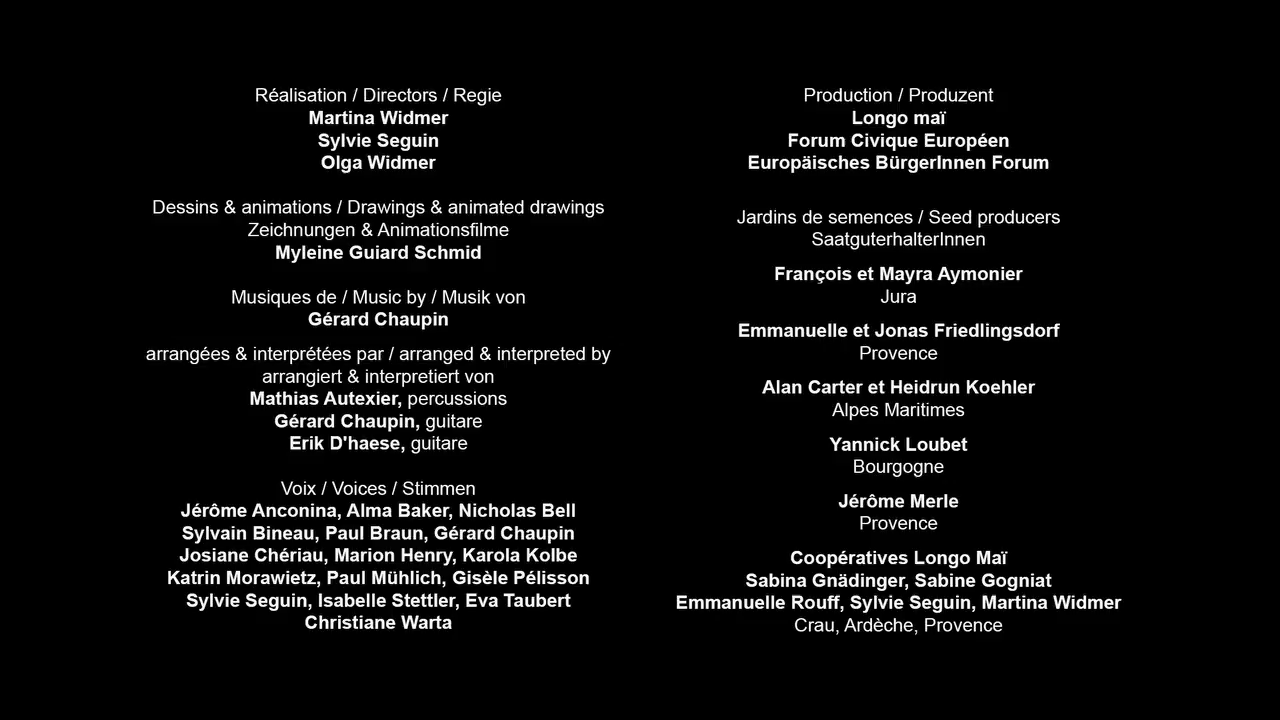 Réalisation / Directors / Regie
Martina Widmer
Sylvie Seguin
Olga Widmer
Dessins & animations / Drawings & animated drawings
Zeichnungen & Animationsfilme
Myleine Guiard Schmid
Musiques de / Music by / Musik von
Gérard Chaupin
arrangées & interprétées par / arranged & interpreted by
arrangiert & interpretiert von
Mathias Autexier, percussions
Gérard Chaupin, guitare
Erik D'haese, guitare
Voix / Voices / Stimmen
Jérôme Anconina, Alma Baker, Nicholas Bell
Sylvain Bineau, Paul Braun, Gérard Chaupin
Josiane Chériau, Marion Henry, Karola Kolbe
Katrin Morawietz, Paul Mühlich, Gisèle Pélisson
Sylvie Seguin, Isabelle Stettler, Eva Taubert
Christiane Warta
Production / Produzent
Longo maï
Forum Civique Européen
Europäisches BürgerInnen Forum
Jardins de semences / Seed producers
SaatguterhalterInnen
François et Mayra Aymonier
Jura
Emmanuelle et Jonas Friedlingsdorf
Provence
Alan Carter et Heidrun Koehler
Alpes Maritimes
Yannick Loubet
Bourgogne
Jérôme Merle
Provence
Coopératives Longo Maï
Sabina Gnädinger, Sabine Gogniat
Emmanuelle Rouff, Sylvie Seguin, Martina Widmer
Crau, Ardèche, Provence